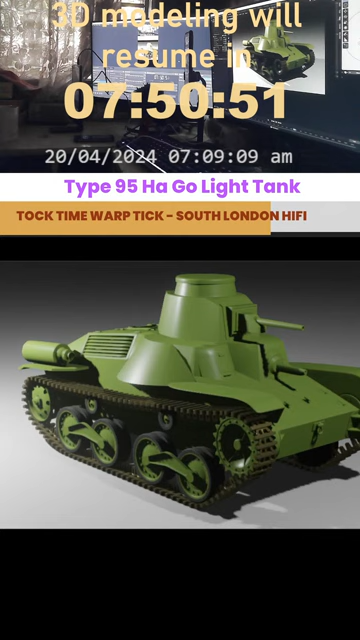 3D modeling will
resume in
07:50:51
20/04/2024 07:09:09 am
Type 95 Ha Go Light Tank
TOCK TIME WARP TICK - SOUTH LONDON HIFI